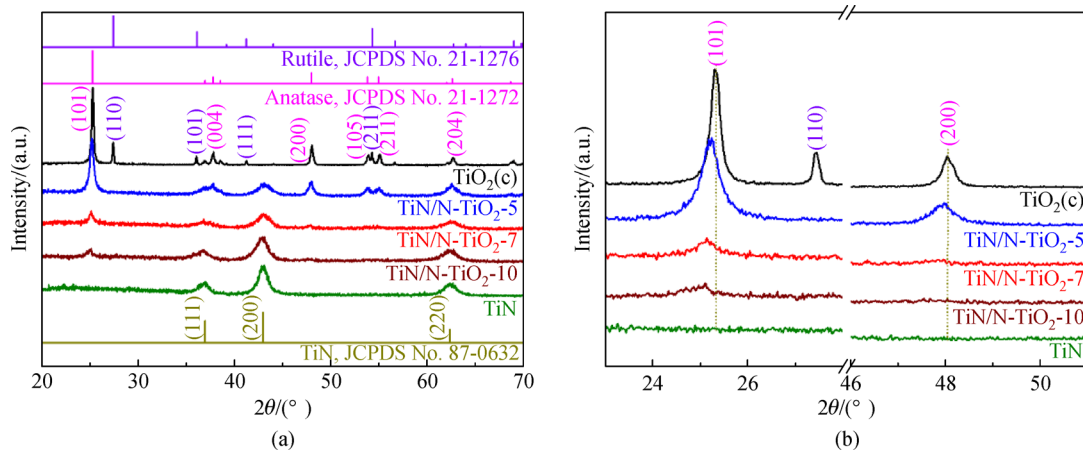 Intensity/(a.u.)
Rutile, JCPDS No. 21-1276
Anatase, JCPDS No. 21-1272
(101)
(110)
(101)
(004)
(111)
(200)
(105)
(211)
(211)
(204)
TiO₂(c)
TiN/N-TiO₂-5
TiN/N-TiO₂-7
TiN/N-TiO₂-10
TiN
(111)
(200)
(220)
TiN, JCPDS No. 87-0632
20 30 40 50 60 70
2θ/(°)
(a)
Intensity/(a.u.)
(101)
(110)
(200)
TiO₂(c)
TiN/N-TiO₂-5
TiN/N-TiO₂-7
TiN/N-TiO₂-10
TiN
24 26 46 48 50
2θ/(°)
(b)